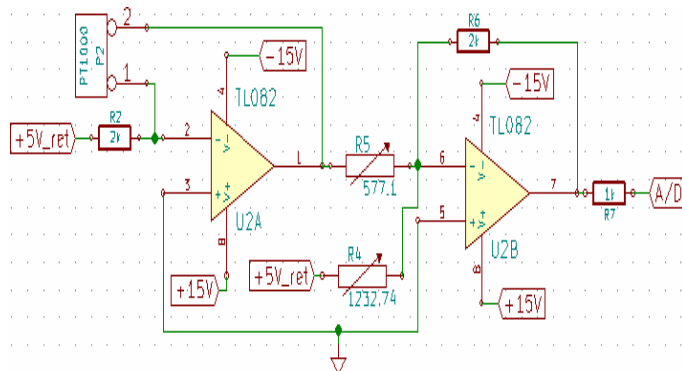 PT1000
P2
2
1
+5V_ret
R2
2k
-15V
4
TL082
2
-
V-
3
+
V+
1
U2A
8
+15V
R5
577.1
+5V_ret
R4
1232.74
R6
2k
-15V
4
TL082
6
-
V-
5
+
V+
7
U2B
8
+15V
1k
R7
A/D